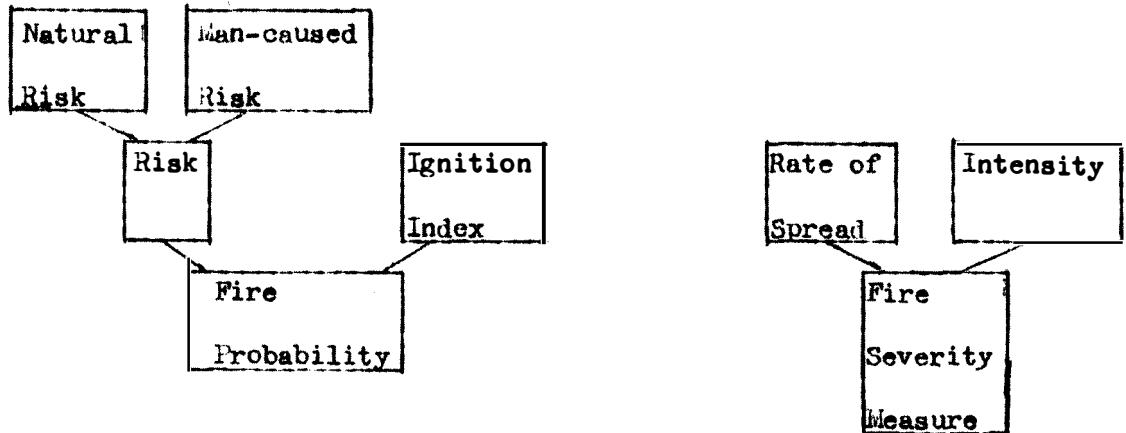 Natural
Risk
Man-caused
Risk
Risk
Ignition
Index
Fire
Probability
Rate of
Spread
Intensity
Fire
Severity
Measure